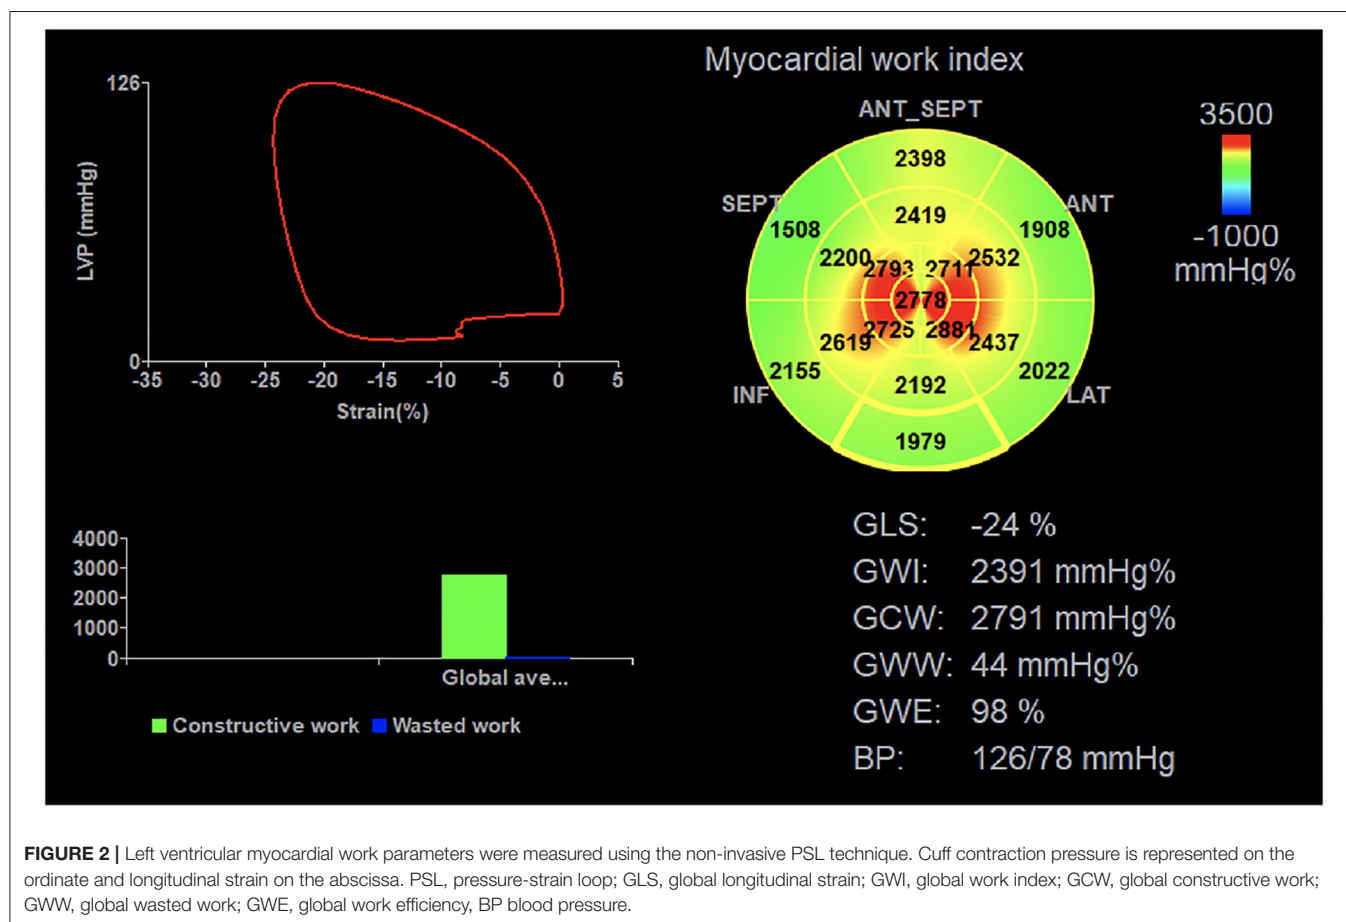 Myocardial work index
126
LVP (mmHg)
0
-35 -30 -25 -20 -15 -10 -5 0 5
Strain(%)
ANT_SEPT
SEPT
ANT
INF
LAT
2398
2419
1508
1908
2200
2793
2711
2532
2778
2619
2725
2881
2437
2155
2022
2192
1979
3500
-1000
mmHg%
4000
3000
2000
1000
0
Global ave...
Constructive work Wasted work
GLS: -24 %
GWI: 2391 mmHg%
GCW: 2791 mmHg%
GWW: 44 mmHg%
GWE: 98 %
BP: 126/78 mmHg
FIGURE 2 | Left ventricular myocardial work parameters were measured using the non-invasive PSL technique. Cuff contraction pressure is represented on the
ordinate and longitudinal strain on the abscissa. PSL, pressure-strain loop; GLS, global longitudinal strain; GWI, global work index; GCW, global constructive work;
GWW, global wasted work; GWE, global work efficiency, BP blood pressure.